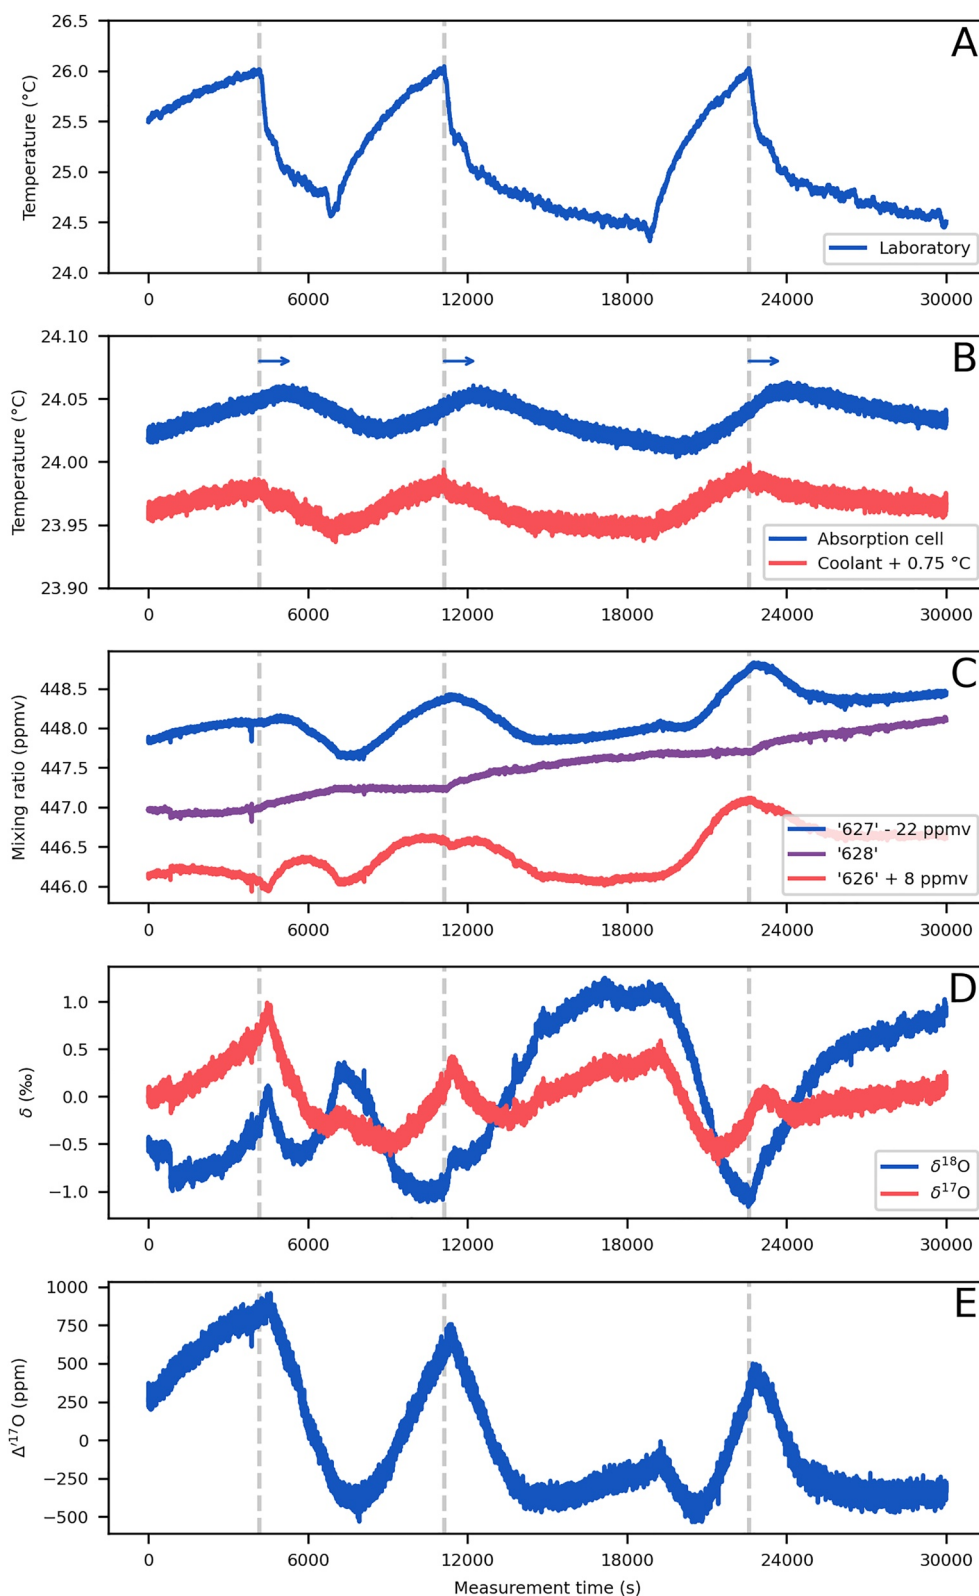 A
26.5
26.0
25.5
25.0
24.5
24.0
Temperature (°C)
Laboratory
0 6000 12000 18000 24000 30000
B
24.10
24.05
24.00
23.95
23.90
Temperature (°C)
Absorption cell
Coolant + 0.75 °C
0 6000 12000 18000 24000 30000
C
448.5
448.0
447.5
447.0
446.5
446.0
Mixing ratio (ppmv)
'627' - 22 ppmv
'628'
'626' + 8 ppmv
0 6000 12000 18000 24000 30000
D
1.0
0.5
0.0
−0.5
−1.0
δ (‰)
δ¹⁸O
δ¹⁷O
0 6000 12000 18000 24000 30000
E
1000
750
500
250
0
−250
−500
Δ′¹⁷O (ppm)
0 6000 12000 18000 24000 30000
Measurement time (s)